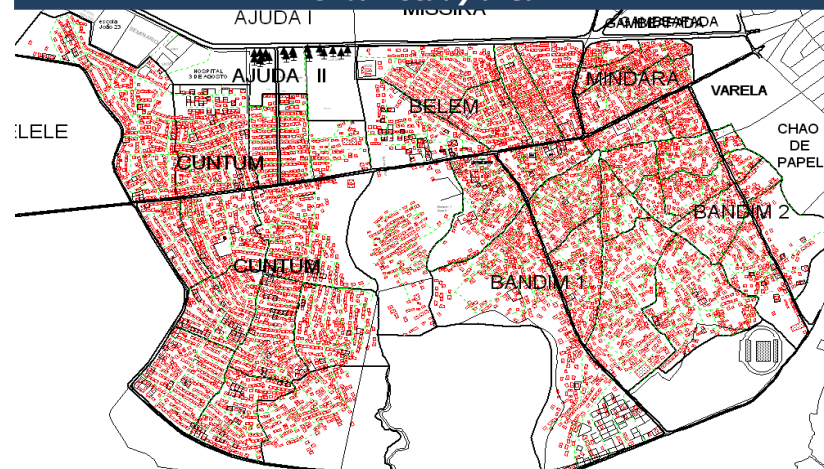 AJUDA I
MISSIRA
escola
João 23
SEMINARIO
GAMBEAFADA
HOSPITAL
3 DE AGOSTO
AJUDA II
MINDARA
VARELA
BELEM
ELELE
CHAO
DE
PAPEL
CUNTUM
BANDIM 2
CUNTUM
BANDIM 1